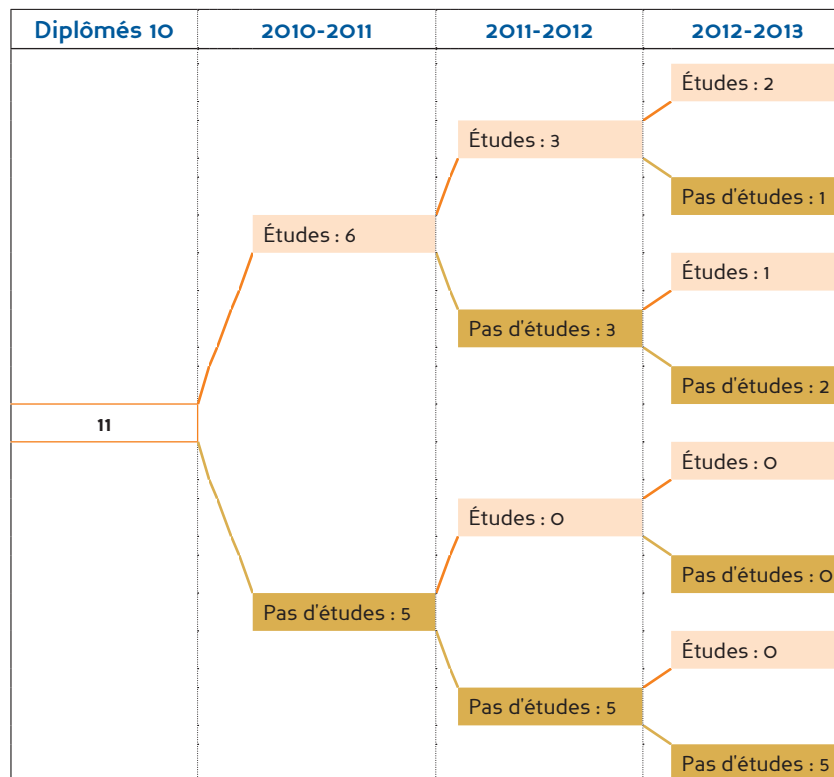 Diplômés 10 2010-2011 2011-2012 2012-2013
Études : 2
Études : 3
Pas d'études : 1
Études : 6
Études : 1
Pas d'études : 3
Pas d'études : 2
11
Études : 0
Études : 0
Pas d'études : 0
Pas d'études : 5
Études : 0
Pas d'études : 5
Pas d'études : 5